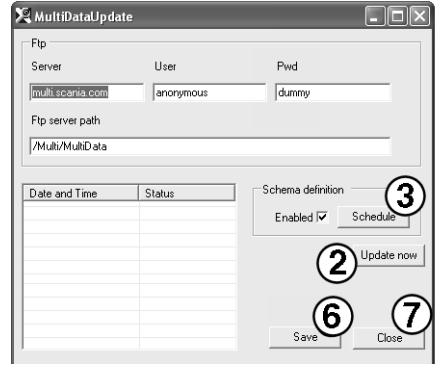 MultiDataUpdate
Ftp
Server User Pwd
multi.scania.com anonymous dummy
Ftp server path
/Multi/MultiData
Date and Time Status
Schema definition
3
Enabled Schedule
2 Update now
6 7
Save Close